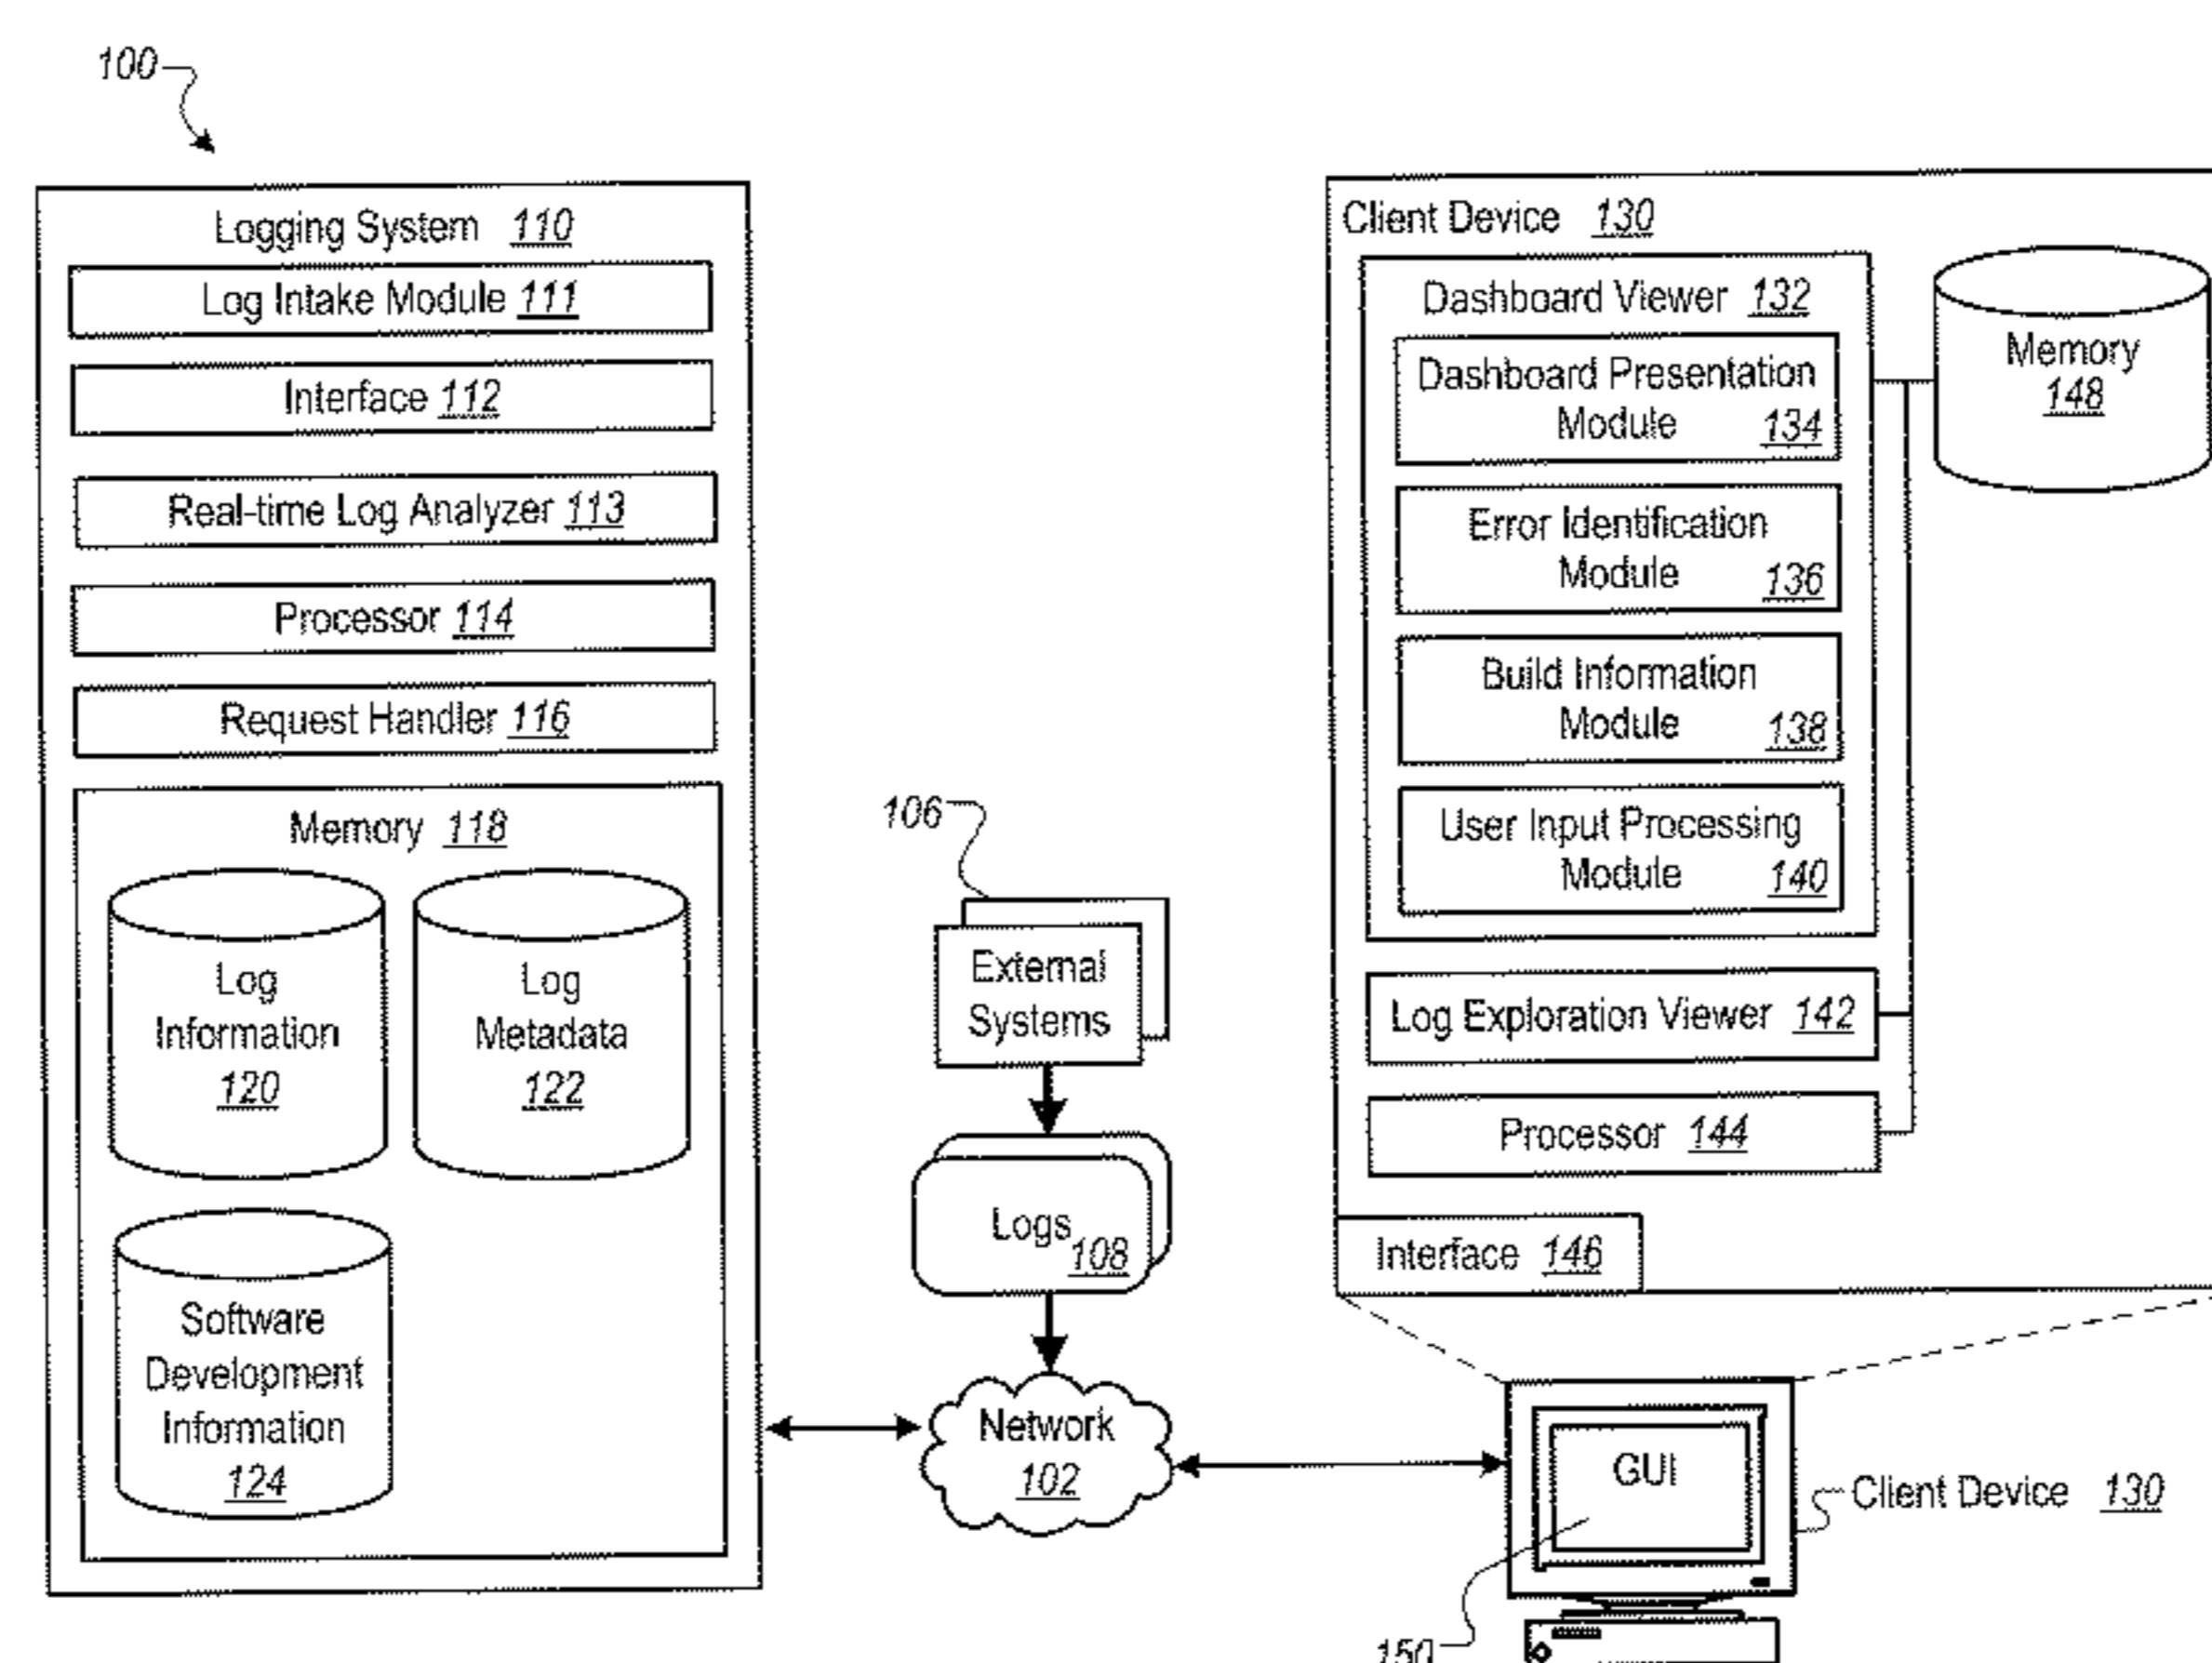 100
Logging System 110
Log Intake Module 111
Interface 112
Real-time Log Analyzer 113
Processor 114
Request Handler 116
Memory 118
Log
Information
120
Log
Metadata
122
Software
Development
Information
124
106
External
Systems
Logs
108
Network
102
Client Device 130
Dashboard Viewer 132
Dashboard Presentation
Module 134
Error Identification
Module 136
Build Information
Module 138
User Input Processing
Module 140
Log Exploration Viewer 142
Processor 144
Interface 146
Memory
148
GUI
Client Device 130
150